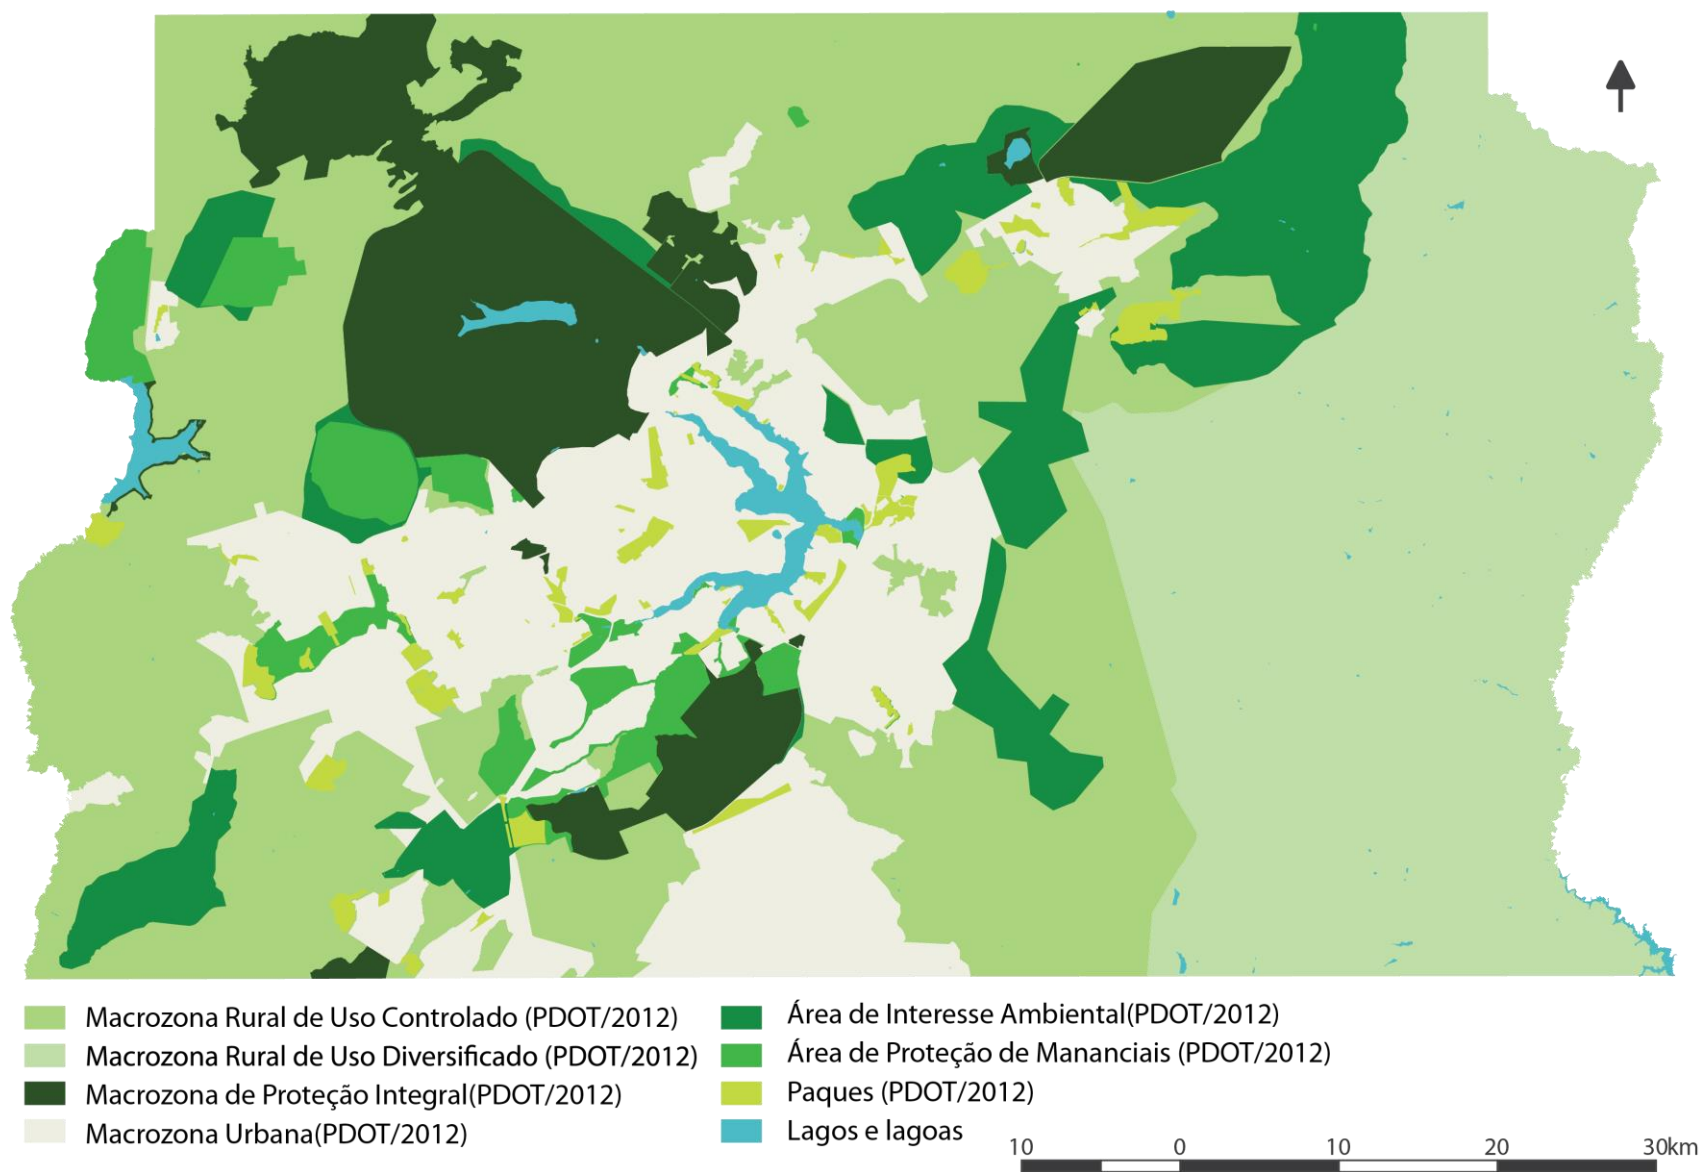 Macrozona Rural de Uso Controlado (PDOT/2012)
Macrozona Rural de Uso Diversificado (PDOT/2012)
Macrozona de Proteção Integral(PDOT/2012)
Macrozona Urbana(PDOT/2012)
Área de Interesse Ambiental(PDOT/2012)
Área de Proteção de Mananciais (PDOT/2012)
Paques (PDOT/2012)
Lagos e lagoas
10 0 10 20 30km